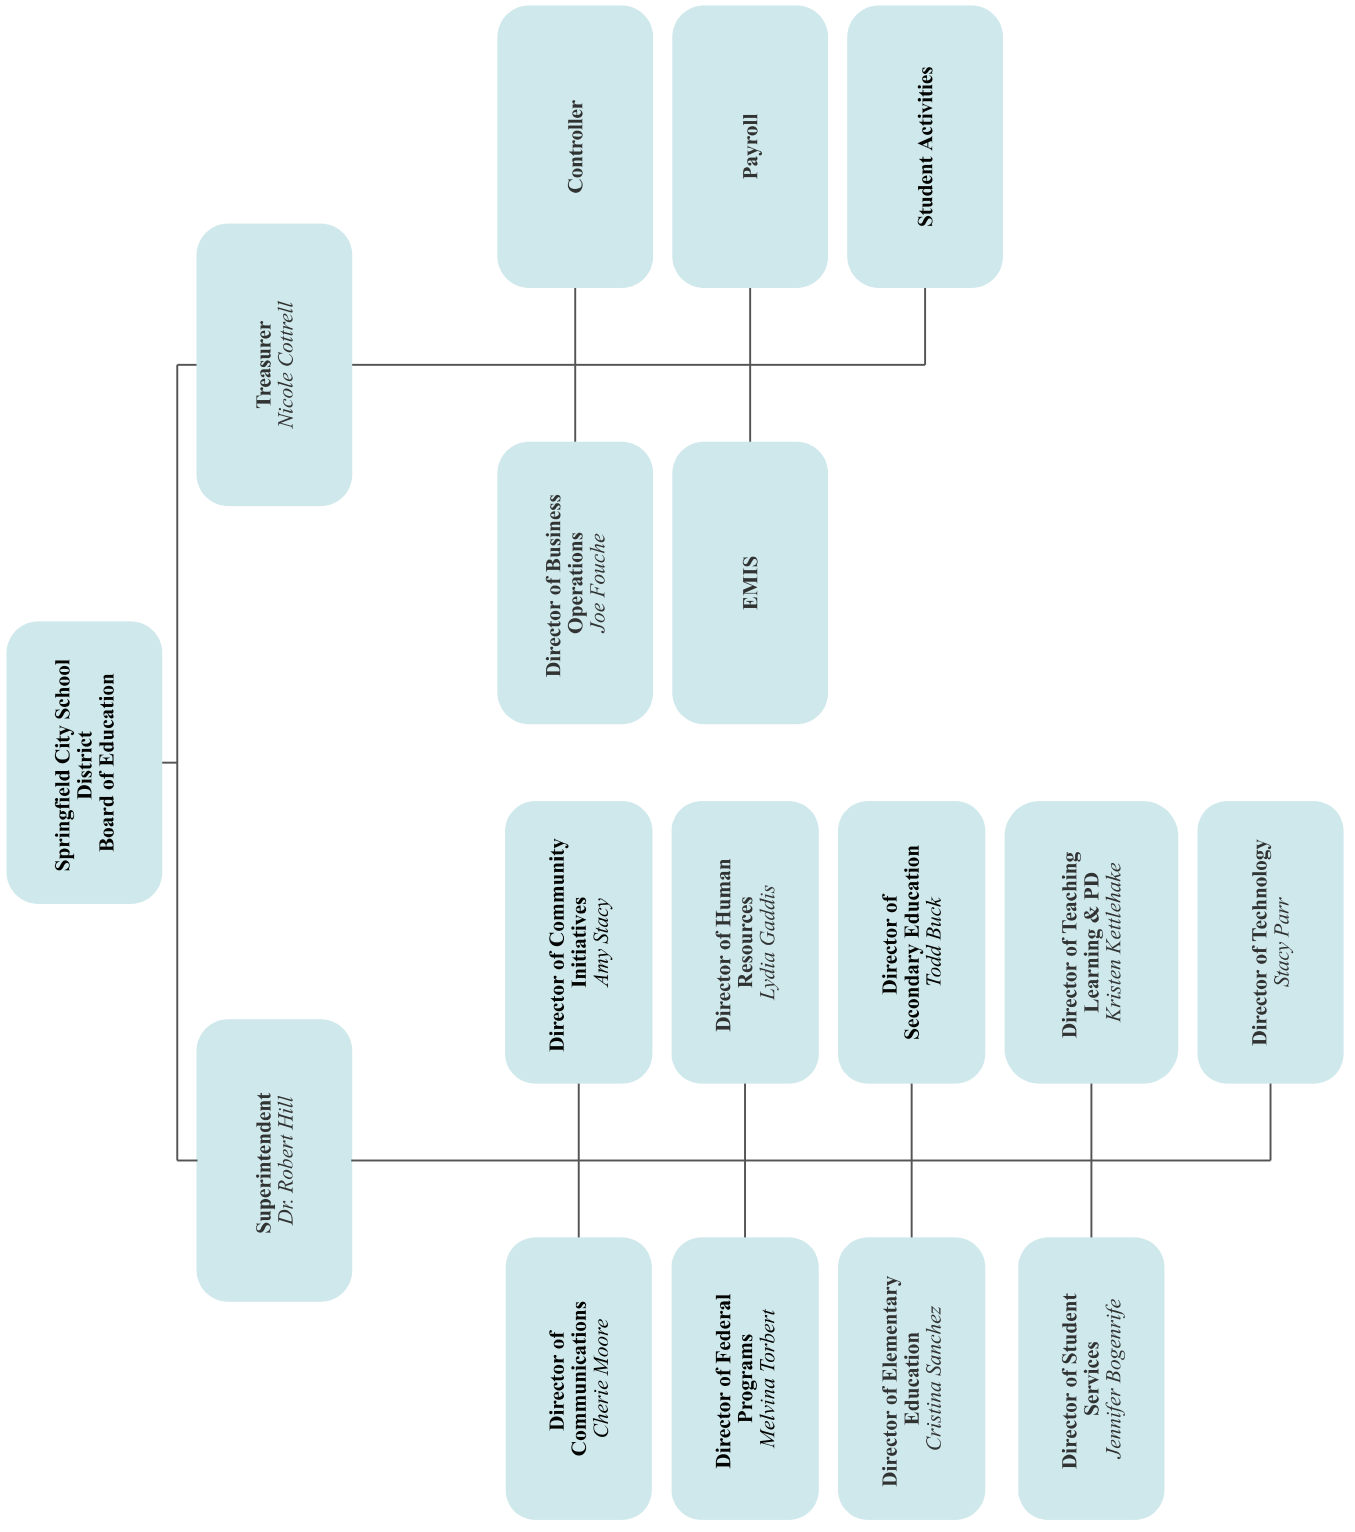 Springfield City School
District
Board of Education
Superintendent
Dr. Robert Hill
Treasurer
Nicole Cottrell
Director of
Communications
Cherie Moore
Director of Community
Initiatives
Amy Stacy
Director of Business
Operations
Joe Fouche
Controller
Director of Federal
Programs
Melvina Torbert
Director of Human
Resources
Lydia Gaddis
EMIS
Payroll
Director of Elementary
Education
Cristina Sanchez
Director of
Secondary Education
Todd Buck
Student Activities
Director of Student
Services
Jennifer Bogenrife
Director of Teaching
Learning & PD
Kristen Kettlehake
Director of Technology
Stacy Parr